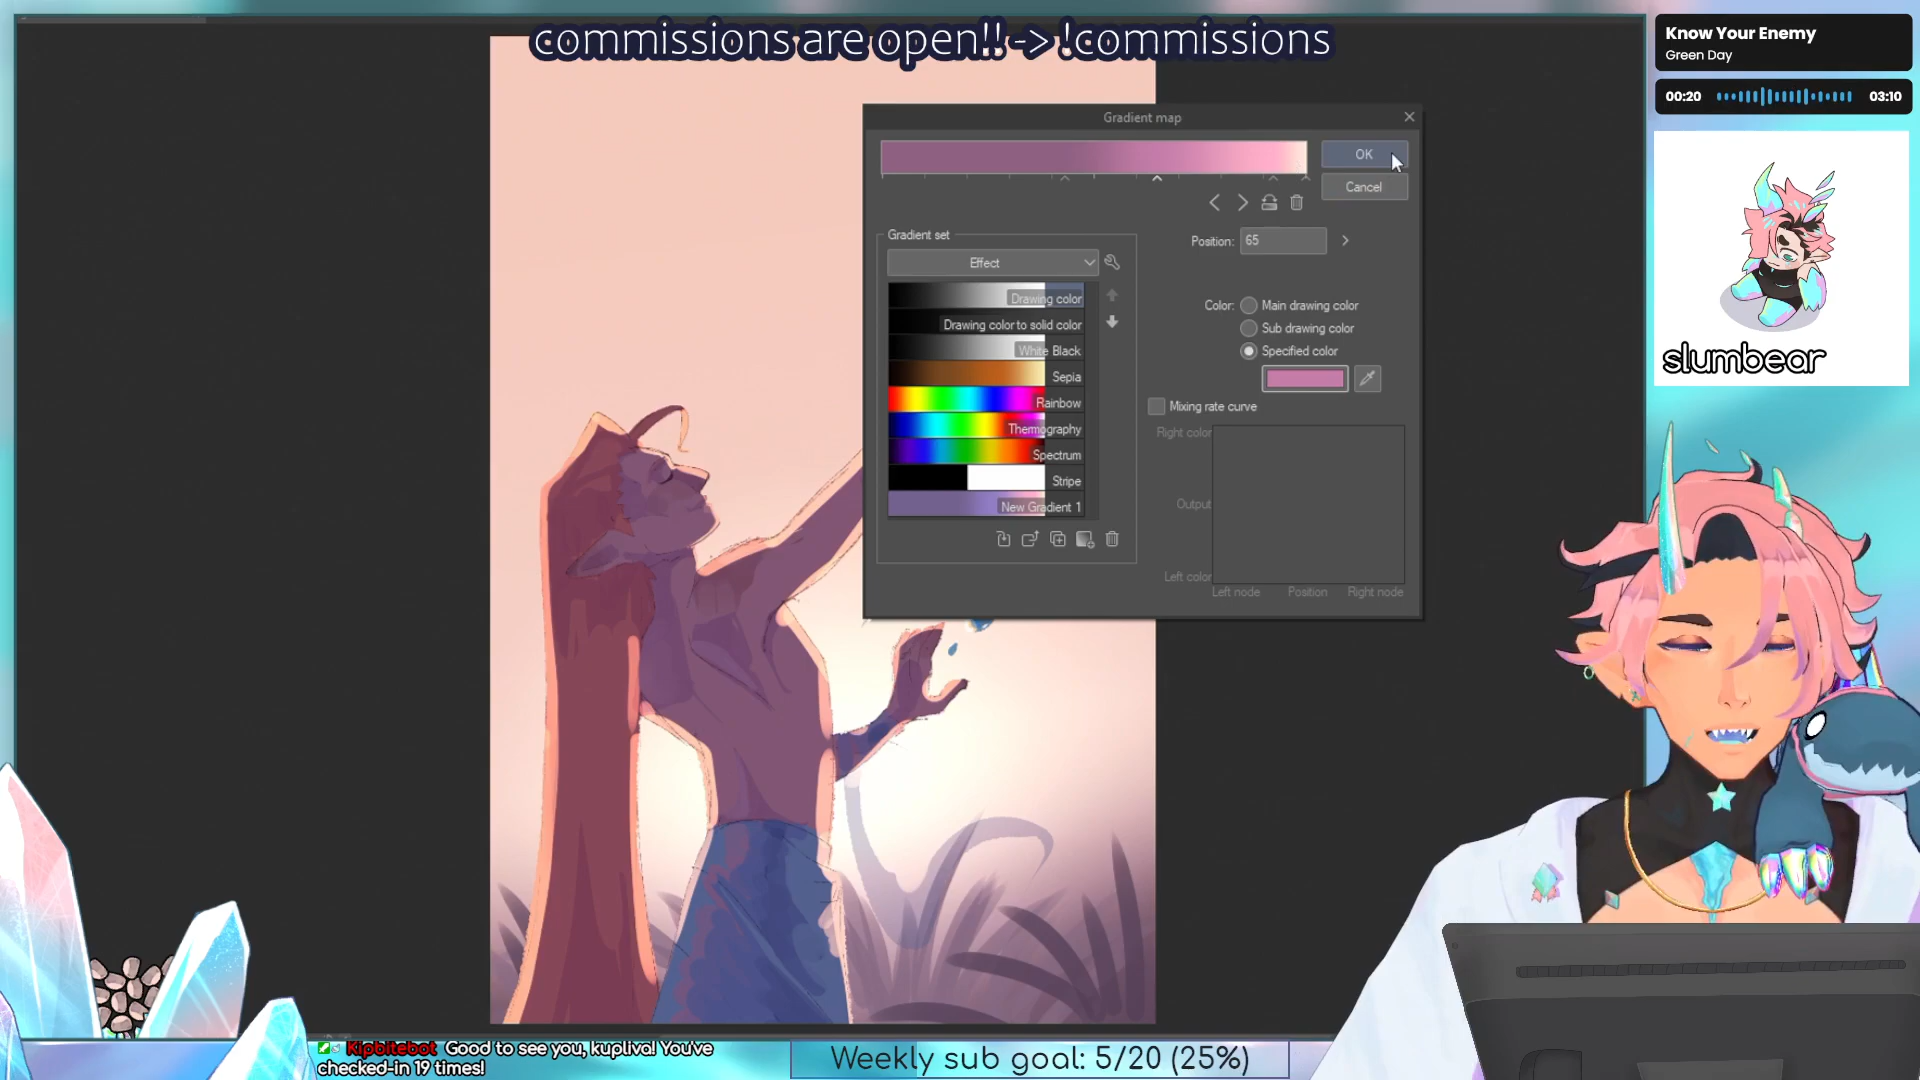 commissions are open!! -> !commissions
Know Your Enemy
Green Day
00:20
03:10
slumbear
Gradient map
OK
Cancel
Position: 65
Gradient set
Effect
Drawing color
Drawing color to solid color
White Black
Sepia
Rainbow
Thermography
Spectrum
Stripe
New Gradient 1
Color: Main drawing color
Sub drawing color
Specified color
Mixing rate curve
Right color
Output
Left color
Left node Position Right node
Kipbitebot Good to see you, kupliva! You've
checked-in 19 times!
Weekly sub goal: 5/20 (25%)